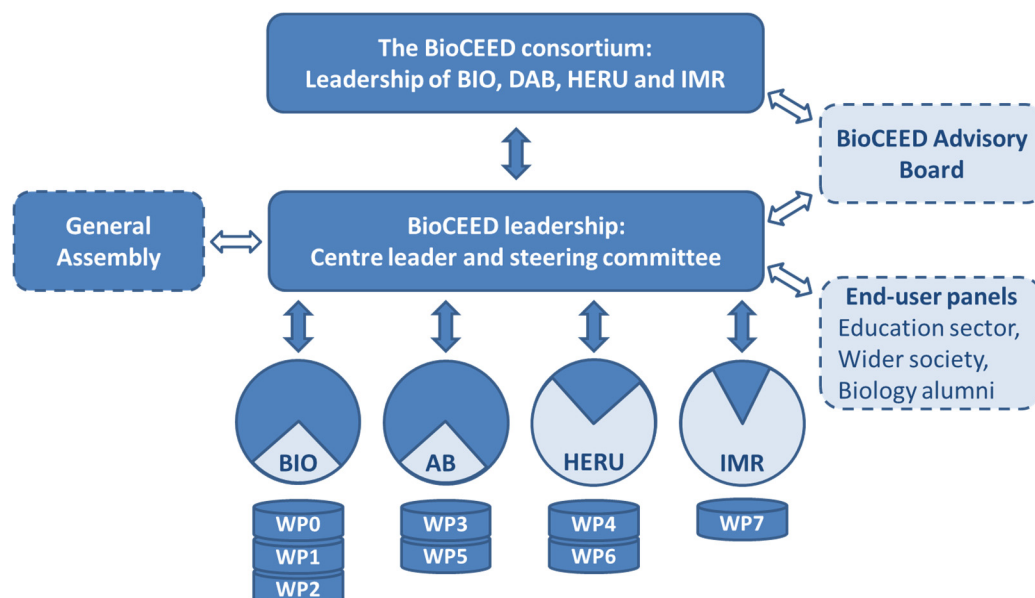 The BioCEED consortium:
Leadership of BIO, DAB, HERU and IMR
BioCEED Advisory
Board
General
Assembly
BioCEED leadership:
Centre leader and steering committee
End-user panels
Education sector,
Wider society,
Biology alumni
BIO
AB
HERU
IMR
WP0
WP3
WP4
WP7
WP1
WP5
WP6
WP2